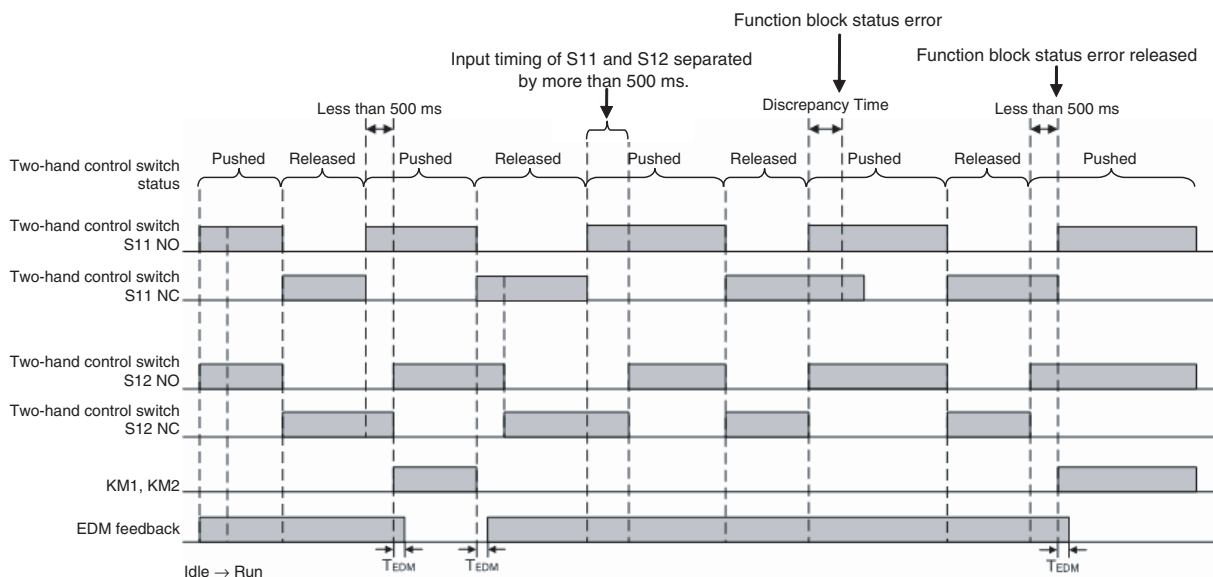 Function block status error
Input timing of S11 and S12 separated
by more than 500 ms.
Function block status error released
Less than 500 ms
Discrepancy Time
Less than 500 ms
Two-hand control switch
status
Pushed
Released
Pushed
Released
Pushed
Released
Pushed
Released
Pushed
Two-hand control switch
S11 NO
Two-hand control switch
S11 NC
Two-hand control switch
S12 NO
Two-hand control switch
S12 NC
KM1, KM2
EDM feedback
TEDM
TEDM
TEDM
Idle → Run